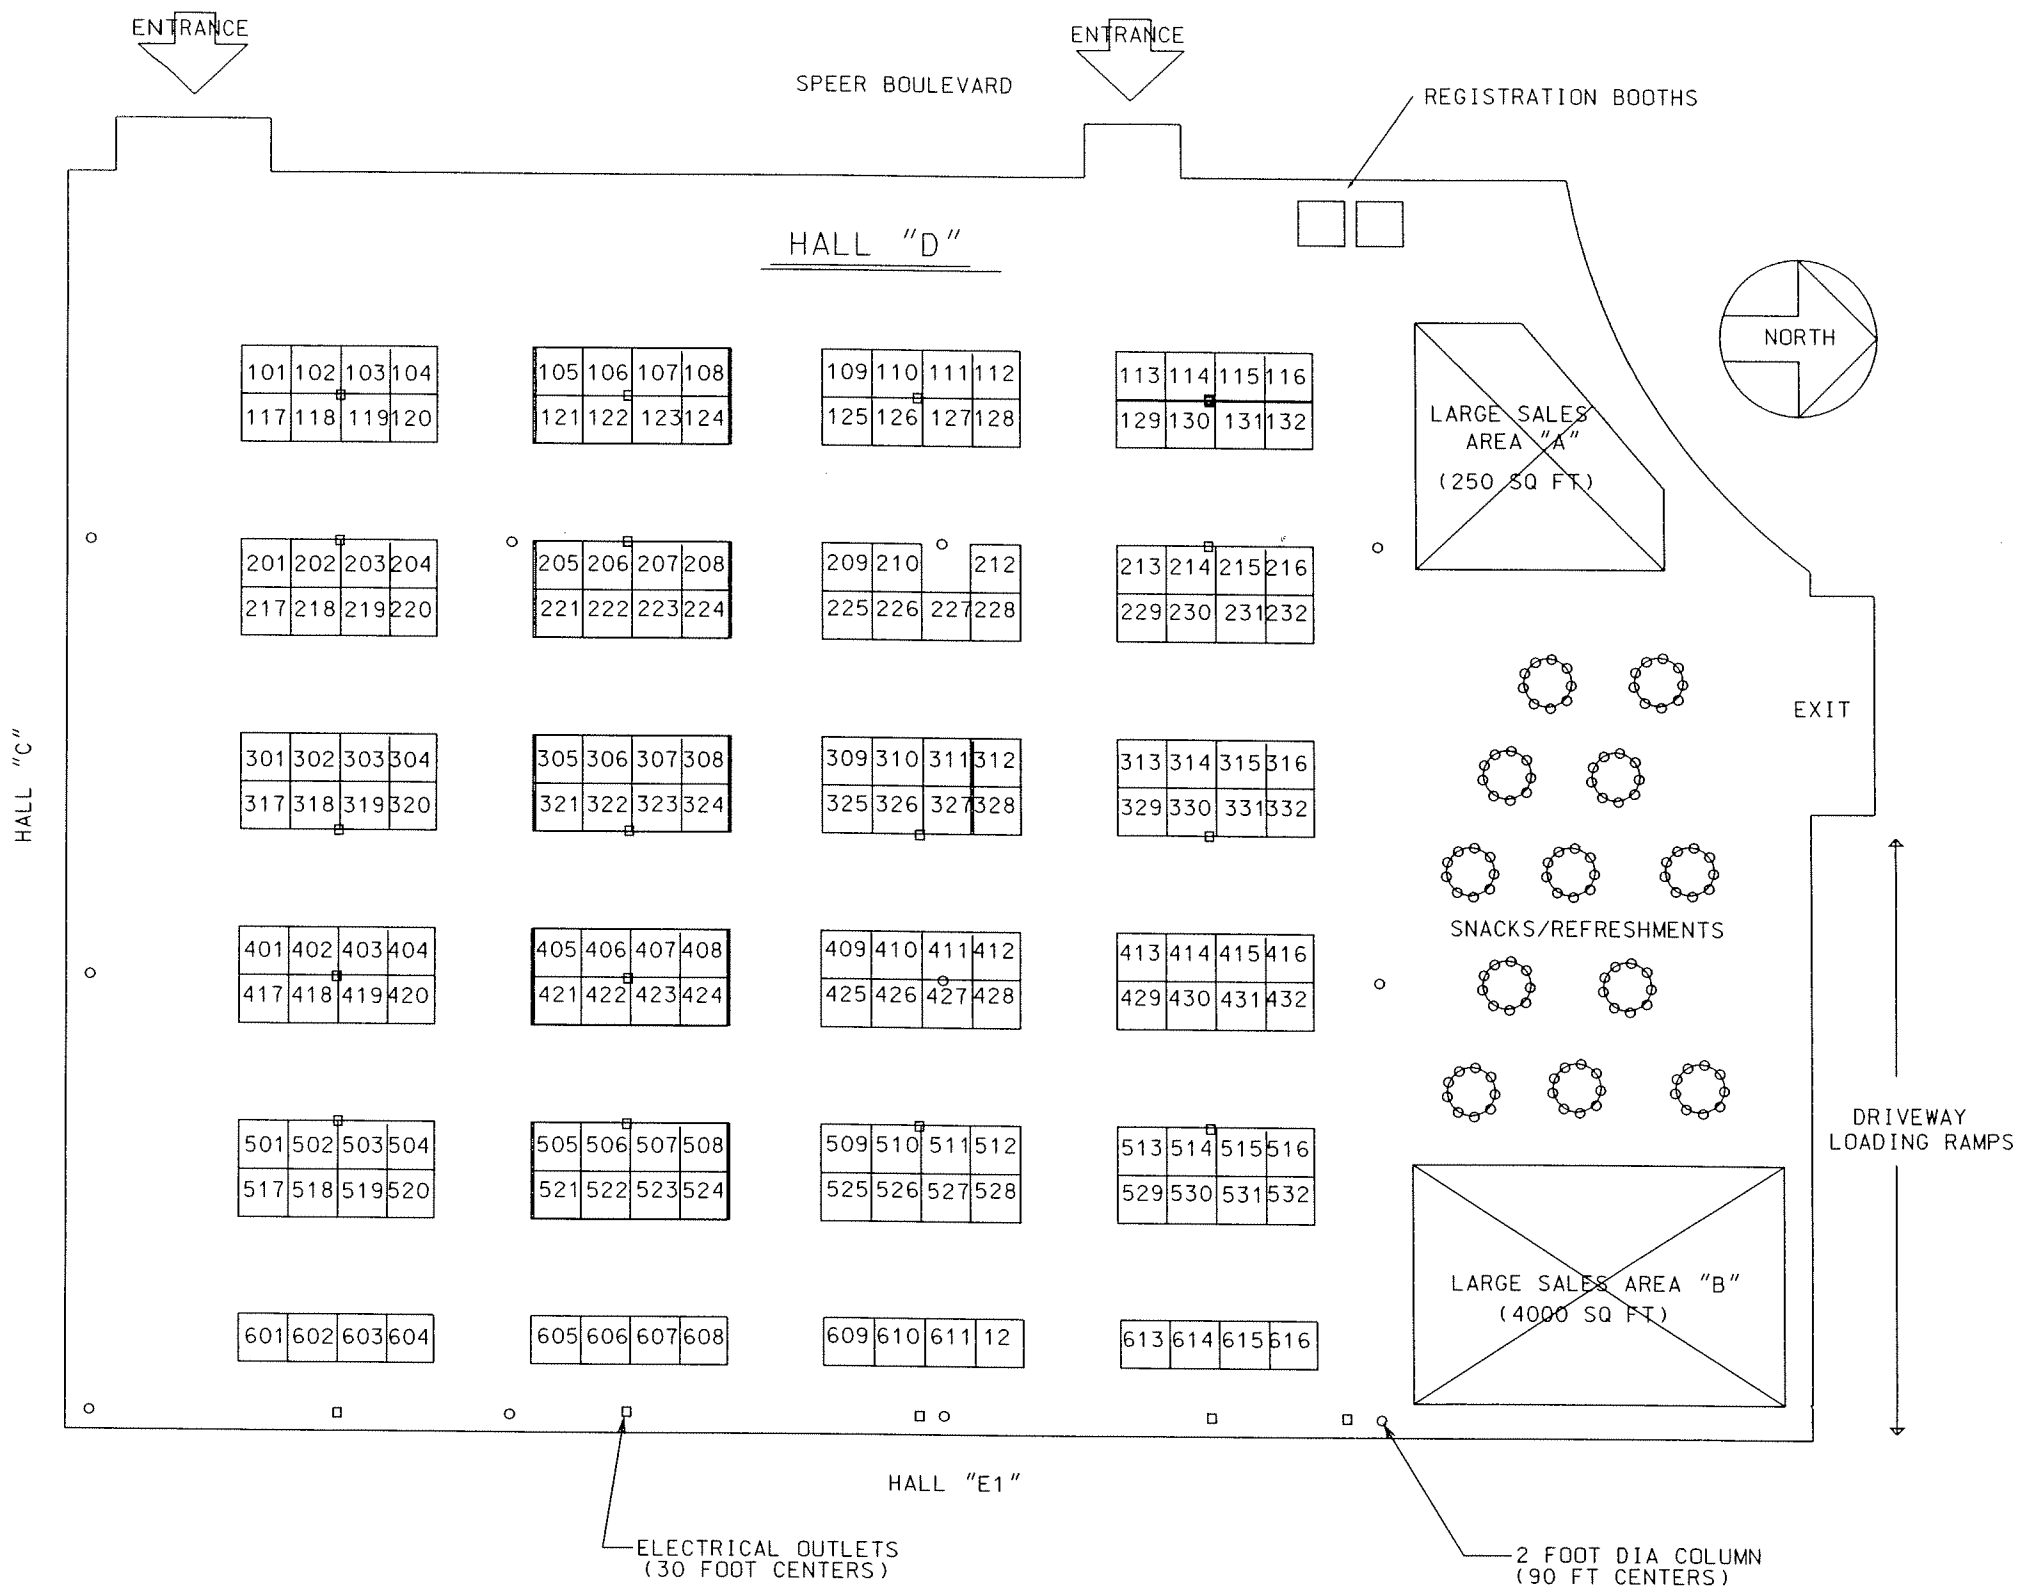 ENTRANCE
ENTRANCE
SPEER BOULEVARD
REGISTRATION BOOTHS
HALL "D"
NORTH
101 102 103 104 105 106 107 108 109 110 111 112 113 114 115 116
117 118 119 120 121 122 123 124 125 126 127 128 129 130 131 132
LARGE SALES
AREA "A"
(250 SQ FT)
201 202 203 204 205 206 207 208 209 210 212 213 214 215 216
217 218 219 220 221 222 223 224 225 226 227 228 229 230 231 232
EXIT
HALL "C"
301 302 303 304 305 306 307 308 309 310 311 312 313 314 315 316
317 318 319 320 321 322 323 324 325 326 327 328 329 330 331 332
SNACKS/REFRESHMENTS
401 402 403 404 405 406 407 408 409 410 411 412 413 414 415 416
417 418 419 420 421 422 423 424 425 426 427 428 429 430 431 432
DRIVEWAY
LOADING RAMPS
501 502 503 504 505 506 507 508 509 510 511 512 513 514 515 516
517 518 519 520 521 522 523 524 525 526 527 528 529 530 531 532
LARGE SALES AREA "B"
(4000 SQ FT)
601 602 603 604 605 606 607 608 609 610 611 12 613 614 615 616
HALL "E1"
ELECTRICAL OUTLETS
(30 FOOT CENTERS)
2 FOOT DIA COLUMN
(90 FT CENTERS)